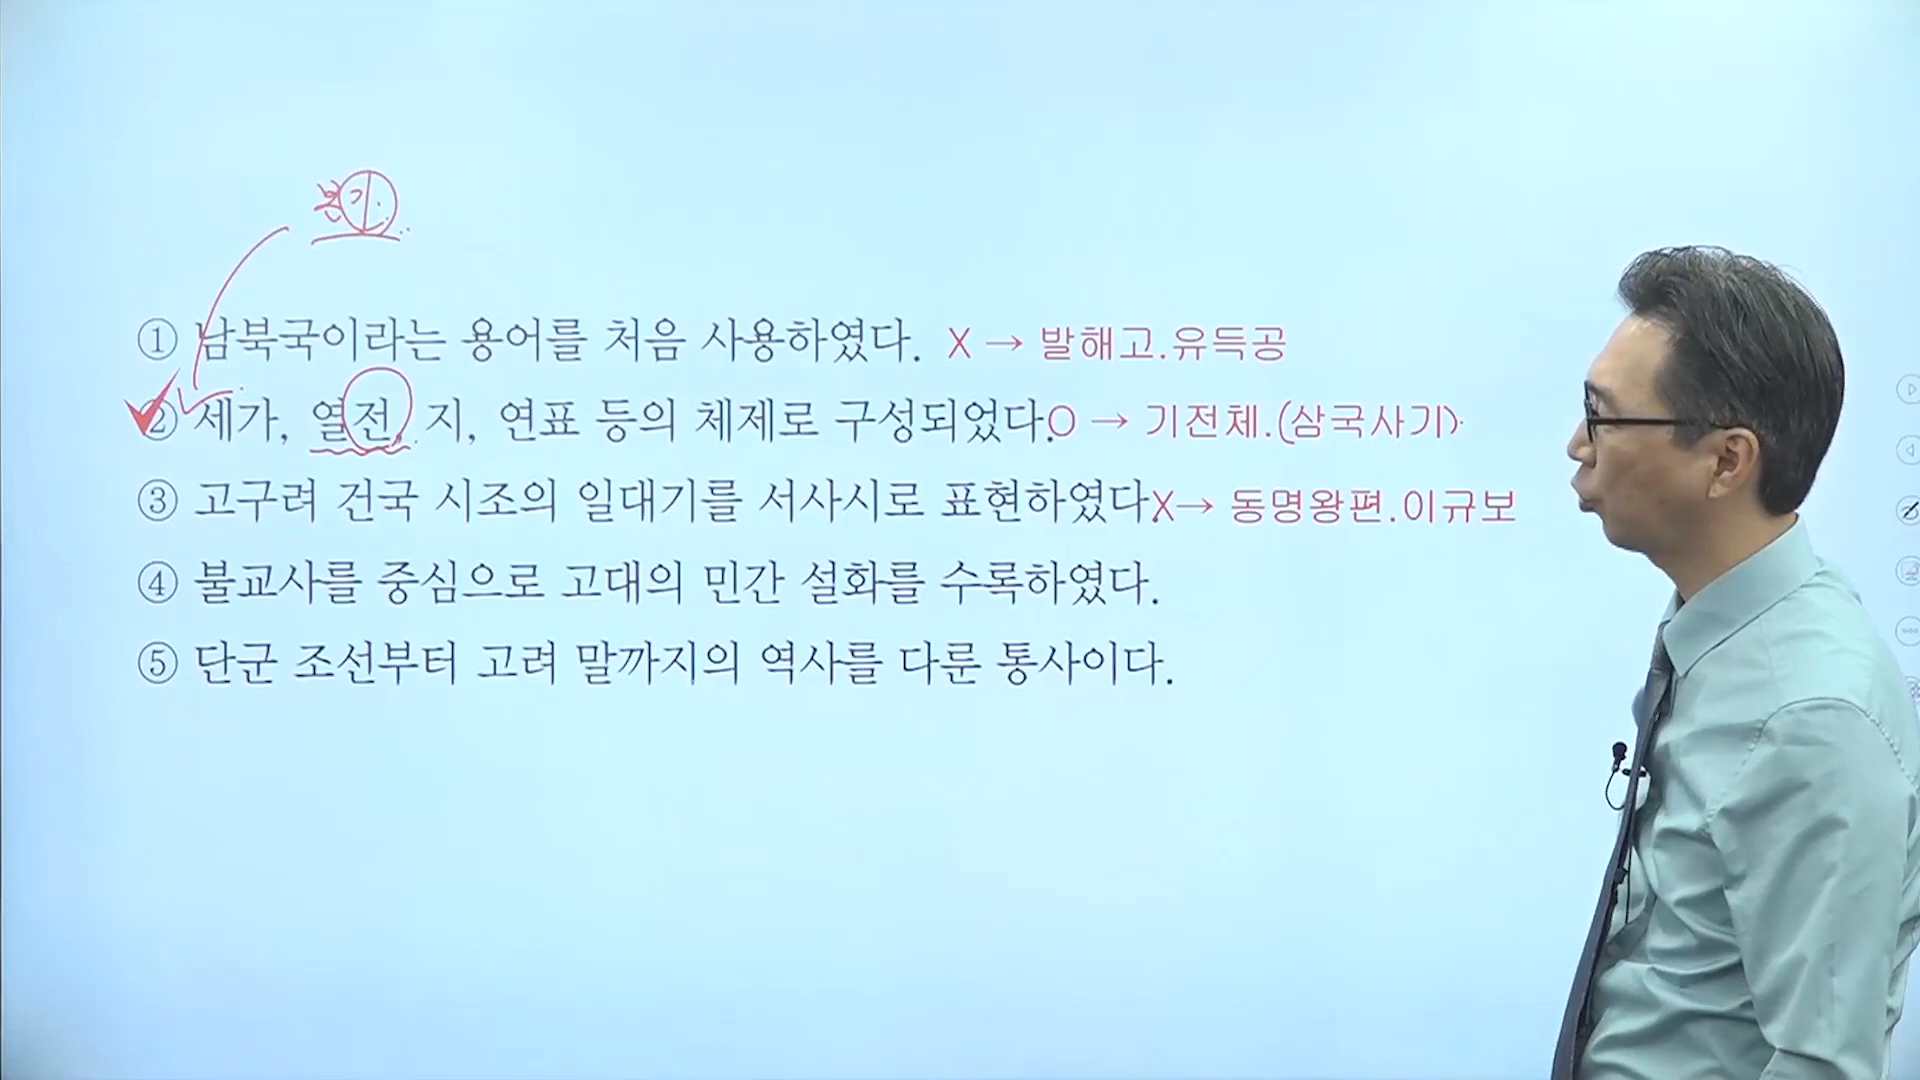 본기
① 남북국이라는 용어를 처음 사용하였다. X → 발해고.유득공
② 세가, 열전, 지, 연표 등의 체제로 구성되었다.O → 기전체.(삼국사기)
③ 고구려 건국 시조의 일대기를 서사시로 표현하였다.X→ 동명왕편.이규보
④ 불교사를 중심으로 고대의 민간 설화를 수록하였다.
⑤ 단군 조선부터 고려 말까지의 역사를 다룬 통사이다.